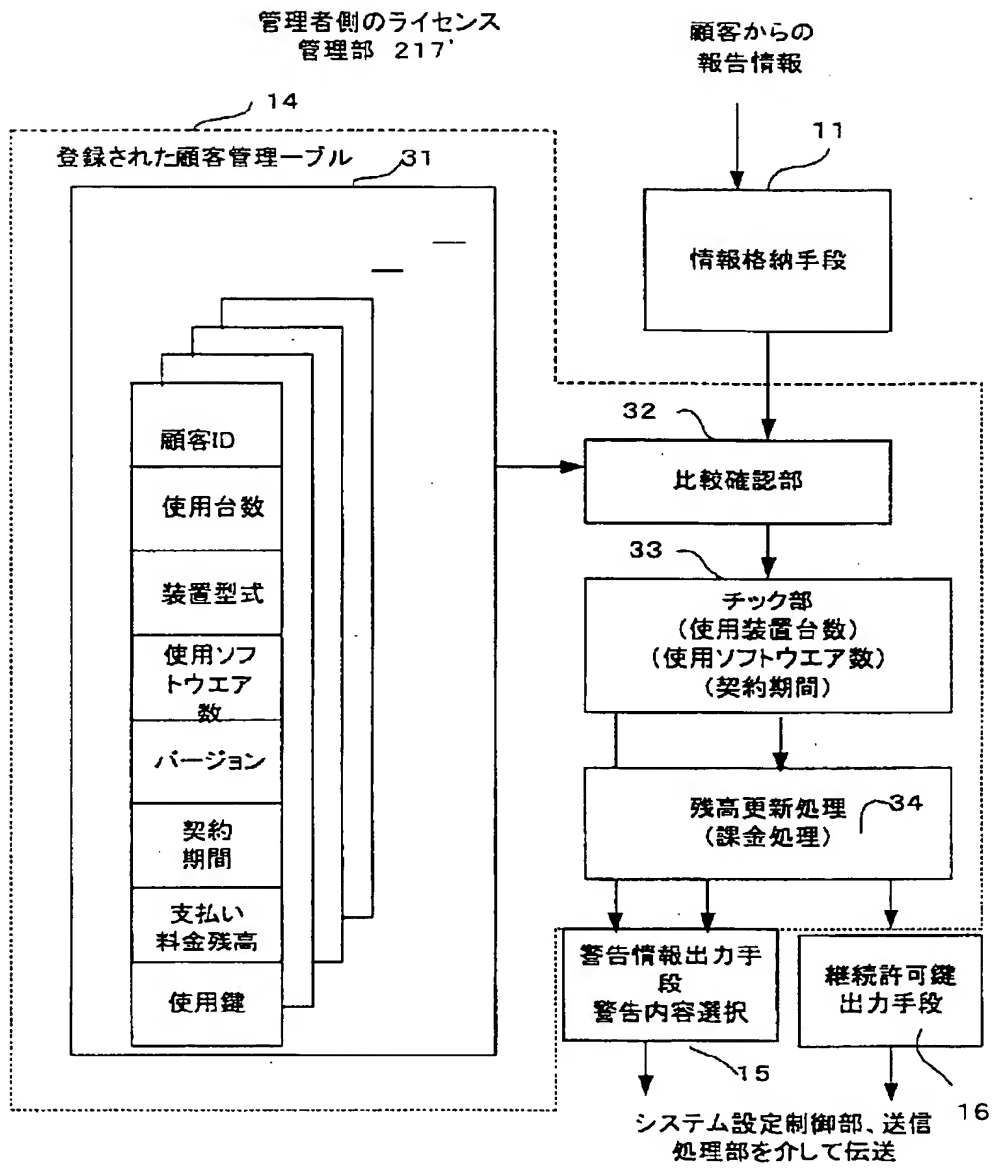 管理者側のライセンス
管理部 217'
顧客からの
報告情報
14
11
登録された顧客管理ーブル
31
情報格納手段
顧客ID
使用台数
装置型式
使用ソフ
トウエア
数
バージョン
契約
期間
支払い
料金残高
使用鍵
32
比較確認部
33
チック部
(使用装置台数)
(使用ソフトウエア数)
(契約期間)
残高更新処理
(課金処理)
34
警告情報出力手
段
警告内容選択
継続許可鍵
出力手段
15
16
システム設定制御部、送信
処理部を介して伝送